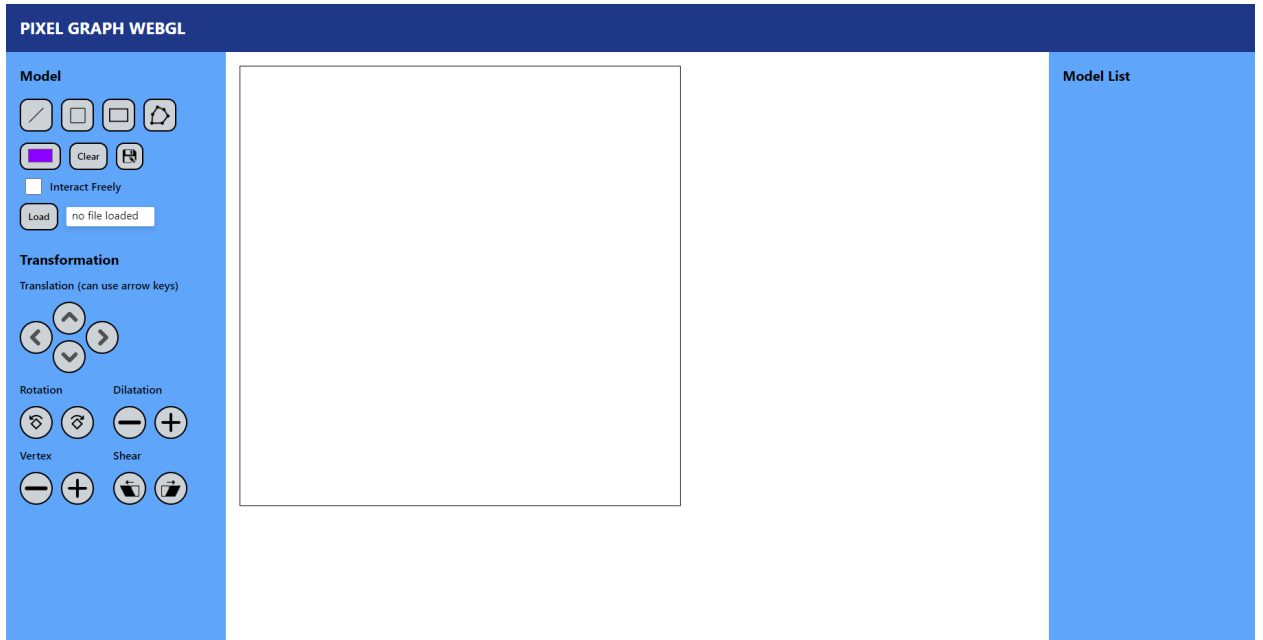 PIXEL GRAPH WEBGL
Model
Clear
Interact Freely
Load no file loaded
Transformation
Translation (can use arrow keys)
Rotation Dilatation
Vertex Shear
Model List